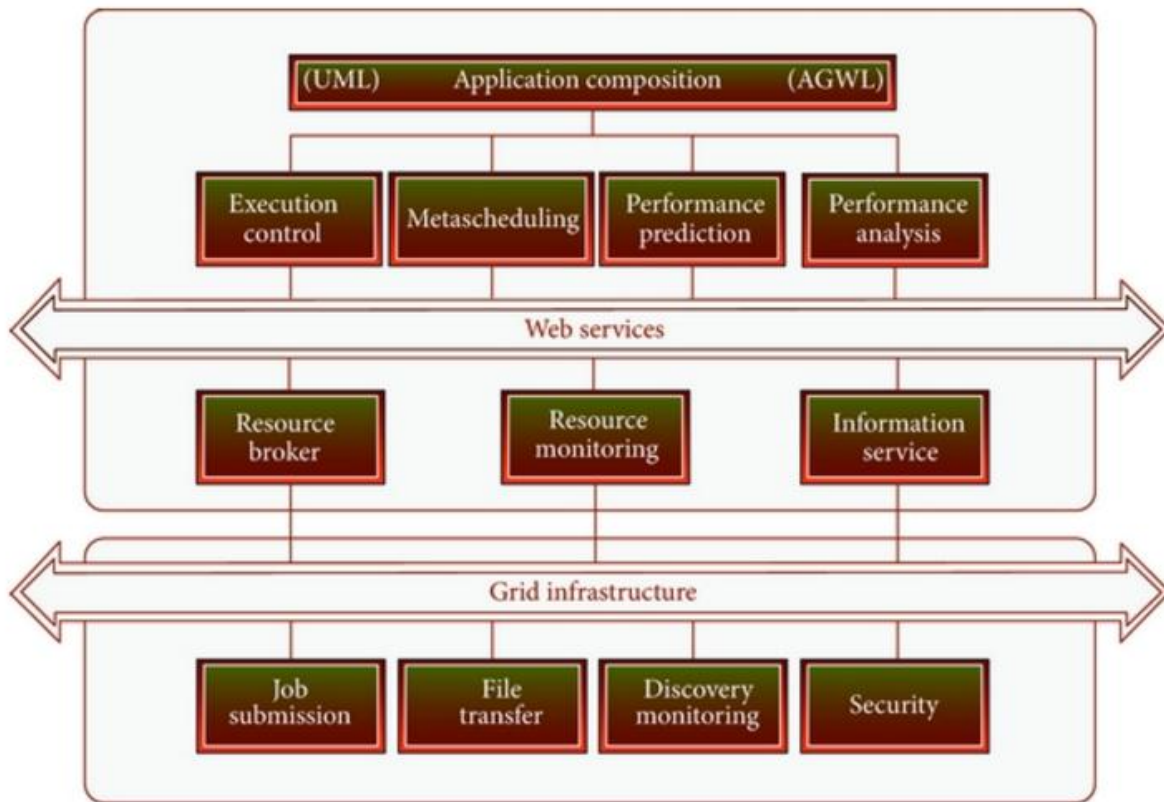 (UML) Application composition (AGWL)
Execution
control
Metascheduling
Performance
prediction
Performance
analysis
Web services
Resource
broker
Resource
monitoring
Information
service
Grid infrastructure
Job
submission
File
transfer
Discovery
monitoring
Security